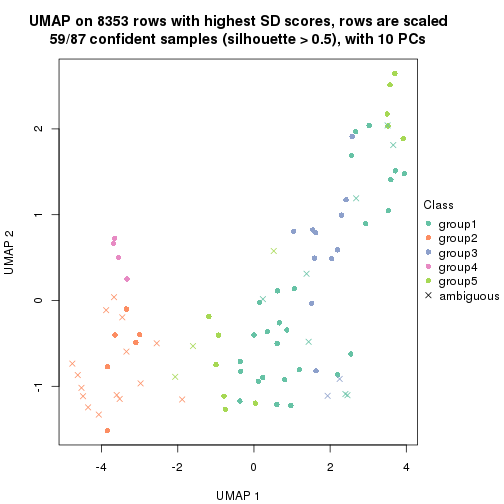 UMAP on 8353 rows with highest SD scores, rows are scaled
59/87 confident samples (silhouette > 0.5), with 10 PCs
2
1
0
-1
UMAP 2
-4
-2
0
2
4
UMAP 1
Class
group1
group2
group3
group4
group5
ambiguous